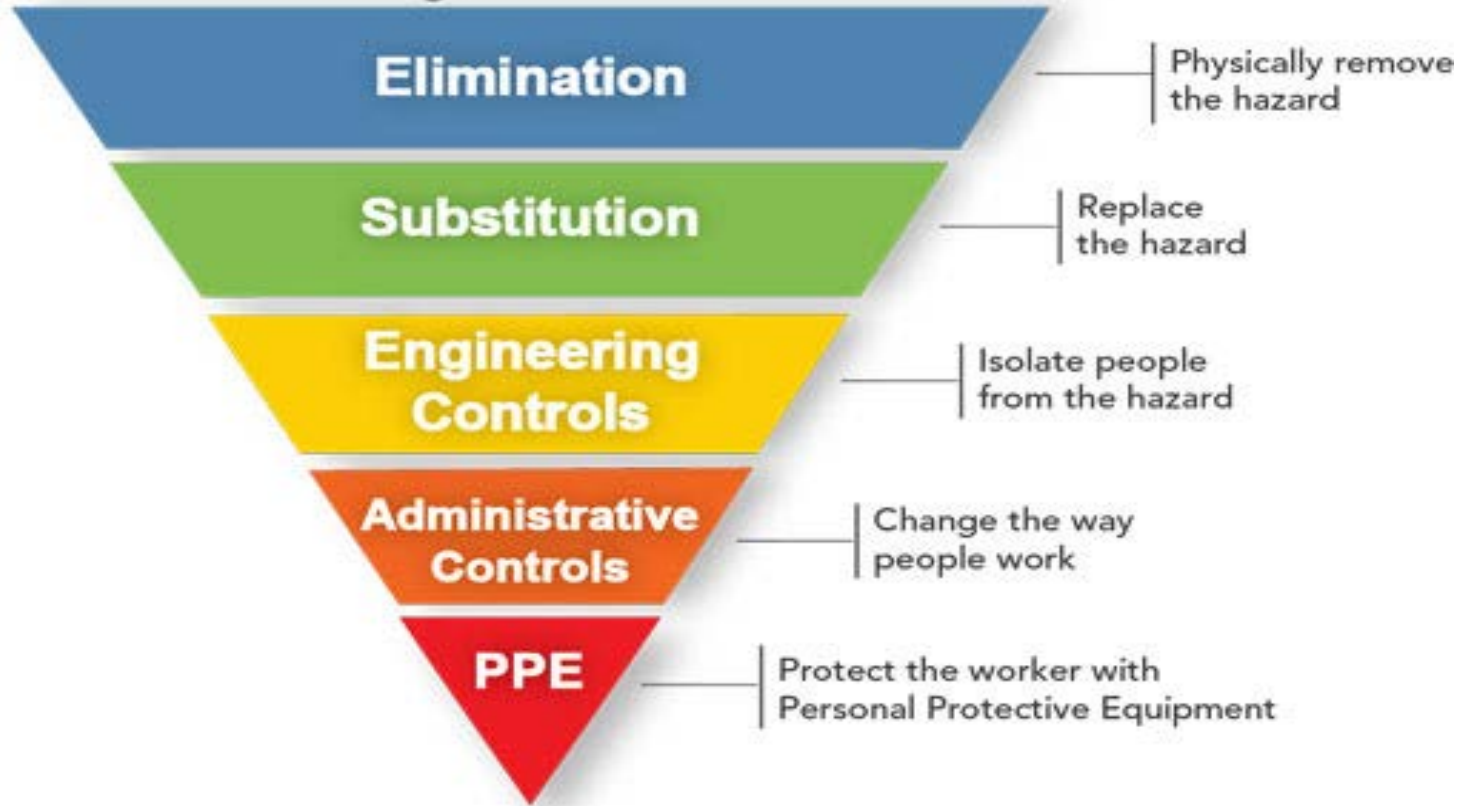 Elimination
Physically remove
the hazard
Substitution
Replace
the hazard
Engineering
Controls
Isolate people
from the hazard
Administrative
Controls
Change the way
people work
PPE
Protect the worker with
Personal Protective Equipment